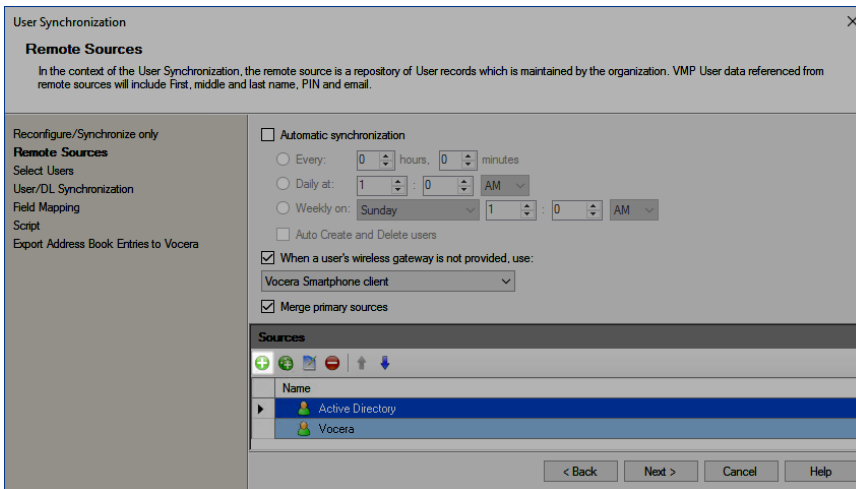 User Synchronization
Remote Sources
In the context of the User Synchronization, the remote source is a repository of User records which is maintained by the organization. VMP User data referenced from
remote sources will include First, middle and last name, PIN and email.
Reconfigure/Synchronize only
Remote Sources
Select Users
User/DL Synchronization
Field Mapping
Script
Export Address Book Entries to Vocera
Automatic synchronization
Every: 0 hours, 0 minutes
Daily at: 1 : 0 AM
Weekly on: Sunday 1 : 0 AM
Auto Create and Delete users
When a user's wireless gateway is not provided, use:
Vocera Smartphone client
Merge primary sources
Sources
Name
Active Directory
Vocera
< Back Next > Cancel Help